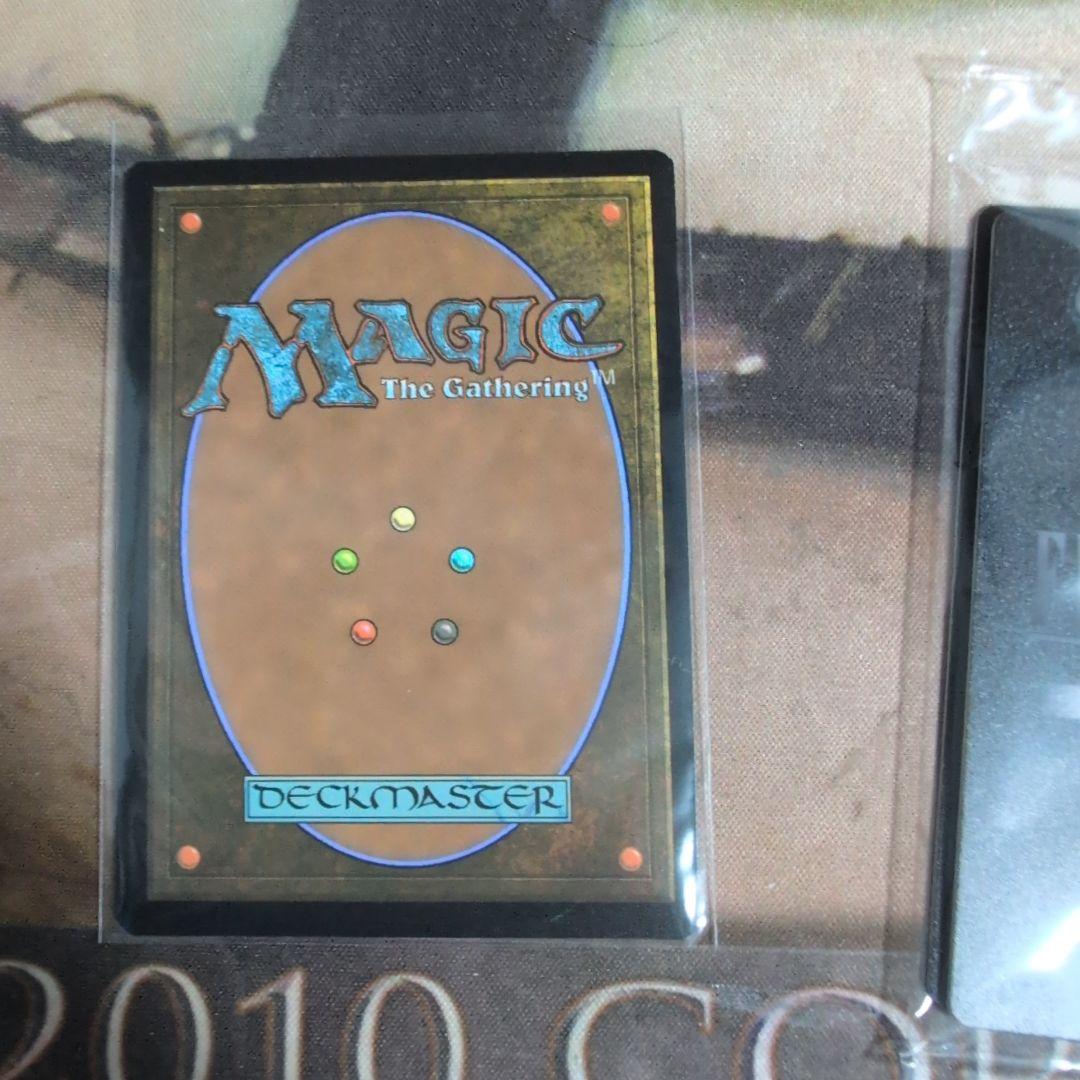 MAGIC
The Gathering™
DECKMASTER
2010